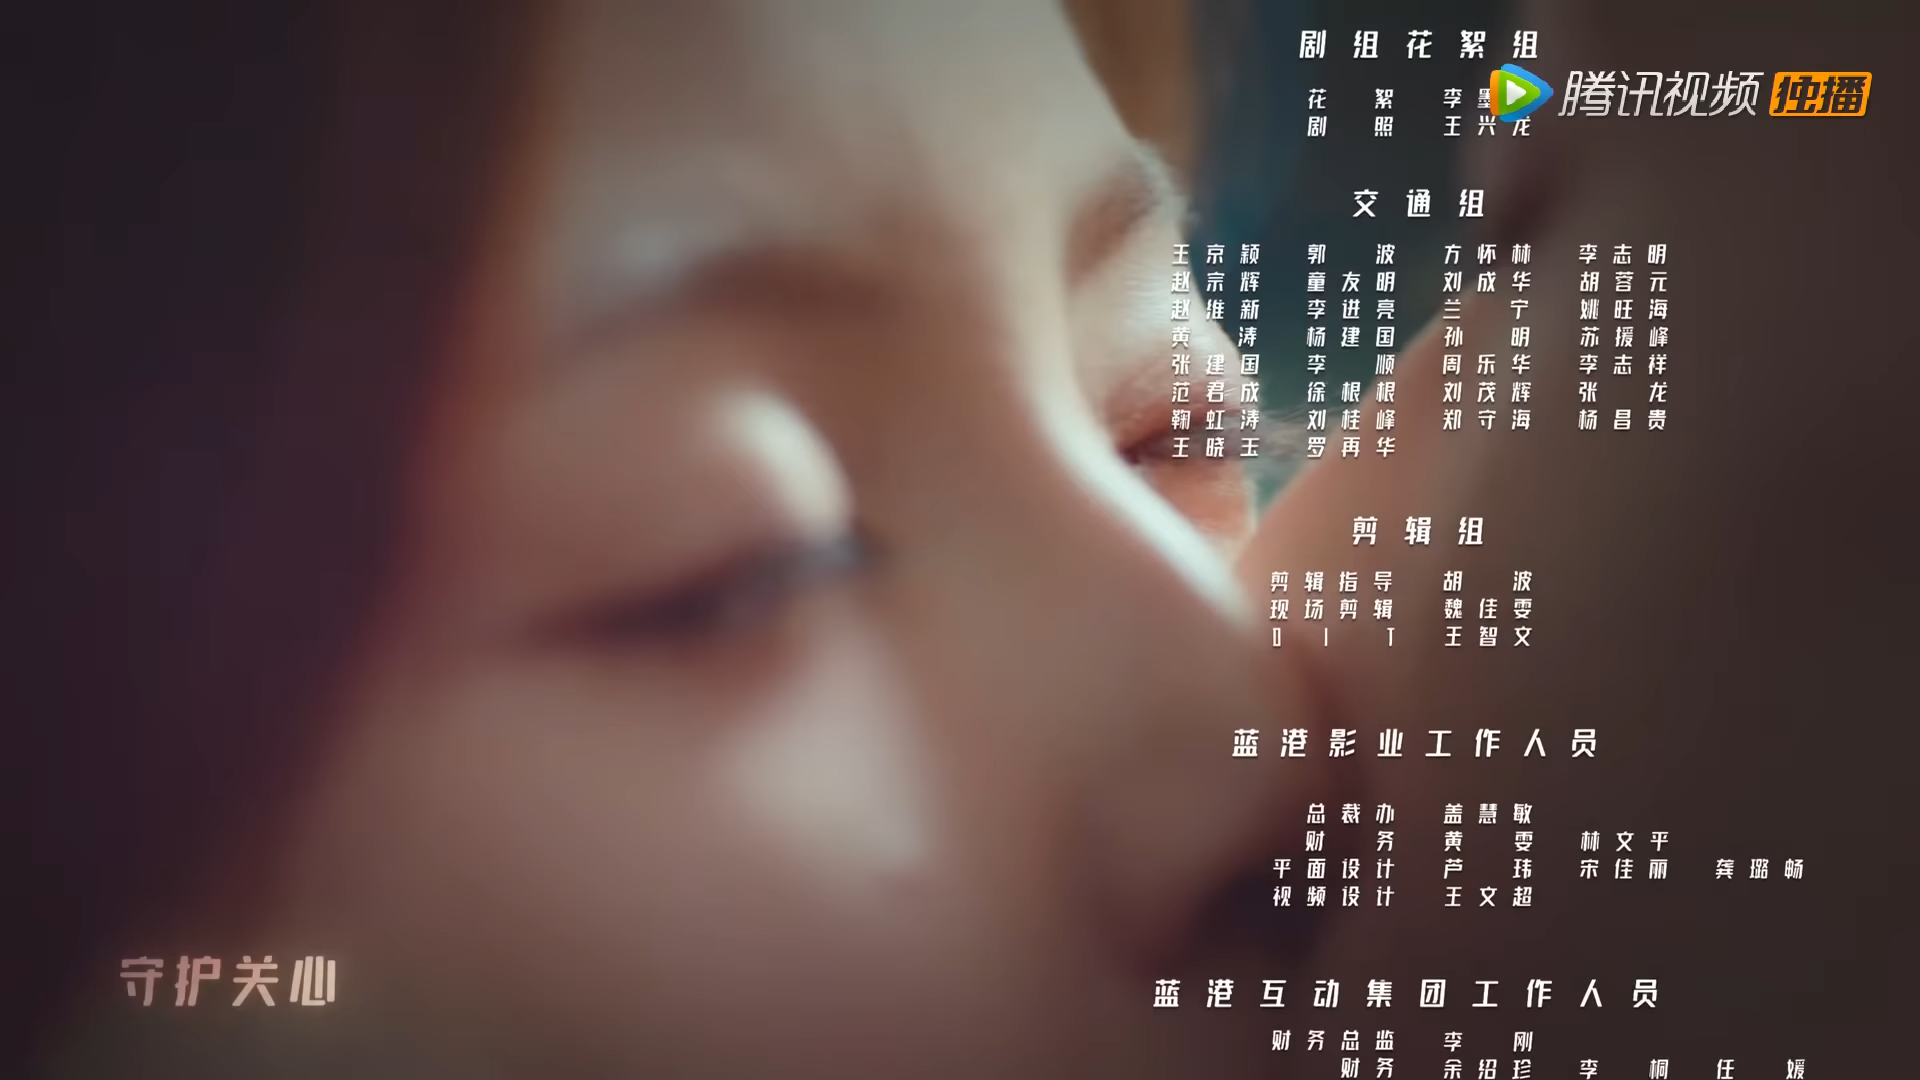 剧组花絮组
腾讯视频 独播
花絮 李墨
剧照 王兴龙
交通组
王京颖 郭波 方怀林 李志明
赵宗辉 童友明 刘成华 胡蓉元
赵维新 李进亮 兰宁 姚旺海
黄涛 杨建国 孙明 苏援峰
张建国 李顺 周乐华 李志祥
范君成 徐根根 刘茂辉 张龙
鞠虹涛 刘桂峰 郑守海 杨昌贵
王晓玉 罗再华
剪辑组
剪辑指导 胡波
现场剪辑 魏佳雯
DIT 王智文
蓝港影业工作人员
总裁办 盖慧敏
财务 黄雯 林文平
平面设计 芦玮 宋佳丽 龚璐畅
视频设计 王文超
守护关心
蓝港互动集团工作人员
财务总监 李刚
财务 余绍珍 李桐 任媛